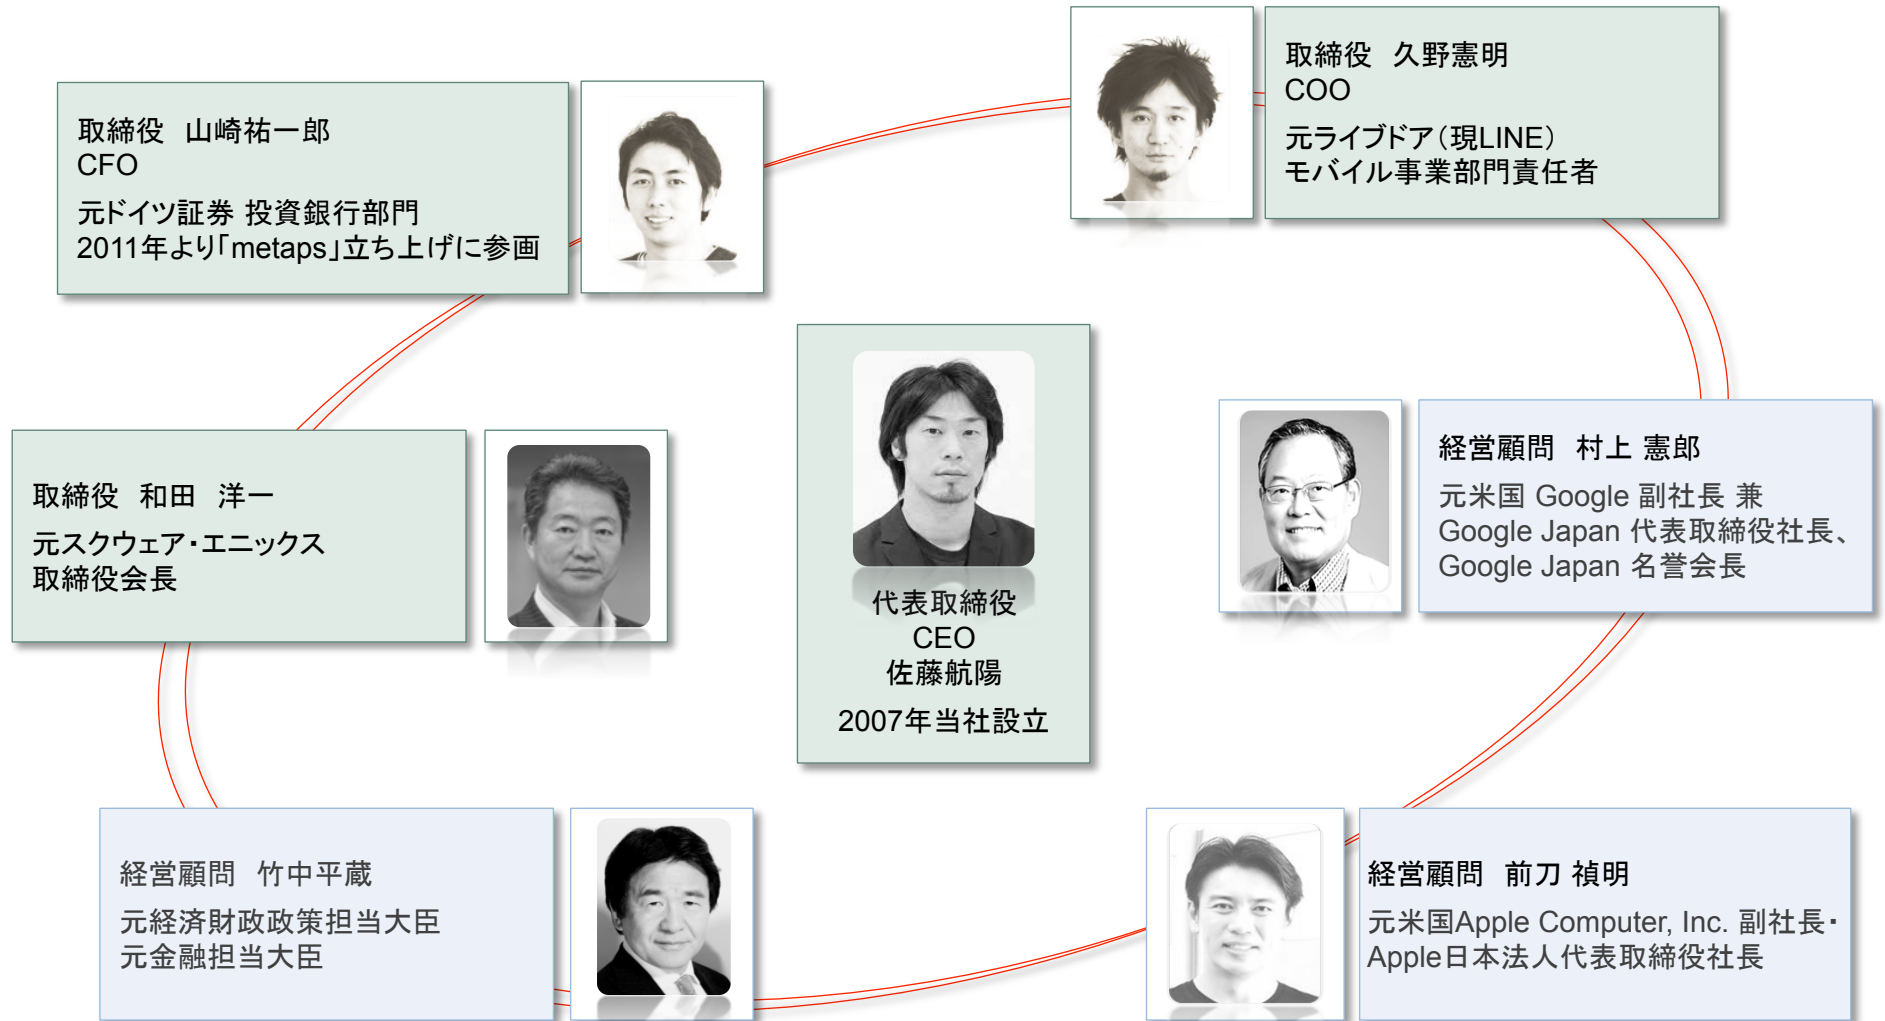 取締役 山崎祐一郎
CFO
元ドイツ証券 投資銀行部門
2011年より「metaps」立ち上げに参画
取締役 久野憲明
COO
元ライブドア（現LINE）
モバイル事業部門責任者
取締役 和田 洋一
元スクウェア・エニックス
取締役会長
代表取締役
CEO
佐藤航陽
2007年当社設立
経営顧問 村上 憲郎
元米国 Google 副社長 兼
Google Japan 代表取締役社長、
Google Japan 名誉会長
経営顧問 竹中平蔵
元経済財政政策担当大臣
元金融担当大臣
経営顧問 前刀 禎明
元米国Apple Computer, Inc. 副社長・
Apple日本法人代表取締役社長